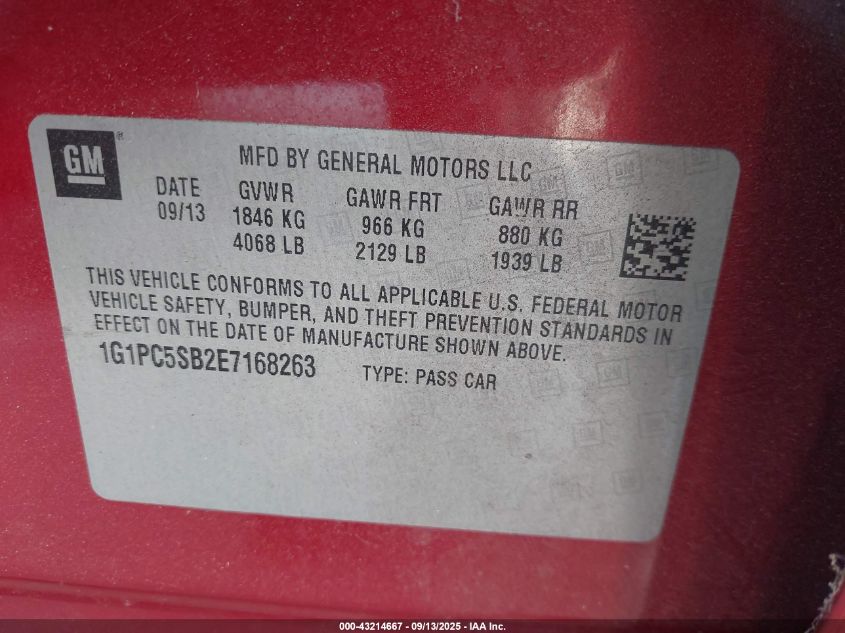 GM
®
MFD BY GENERAL MOTORS LLC
DATE GVWR GAWR FRT GAWR RR
09/13 1846 KG 966 KG 880 KG
4068 LB 2129 LB 1939 LB
THIS VEHICLE CONFORMS TO ALL APPLICABLE U.S. FEDERAL MOTOR
VEHICLE SAFETY, BUMPER, AND THEFT PREVENTION STANDARDS IN
EFFECT ON THE DATE OF MANUFACTURE SHOWN ABOVE.
1G1PC5SB2E7168263 TYPE: PASS CAR
000-43214667 - 09/13/2025 - IAA Inc.